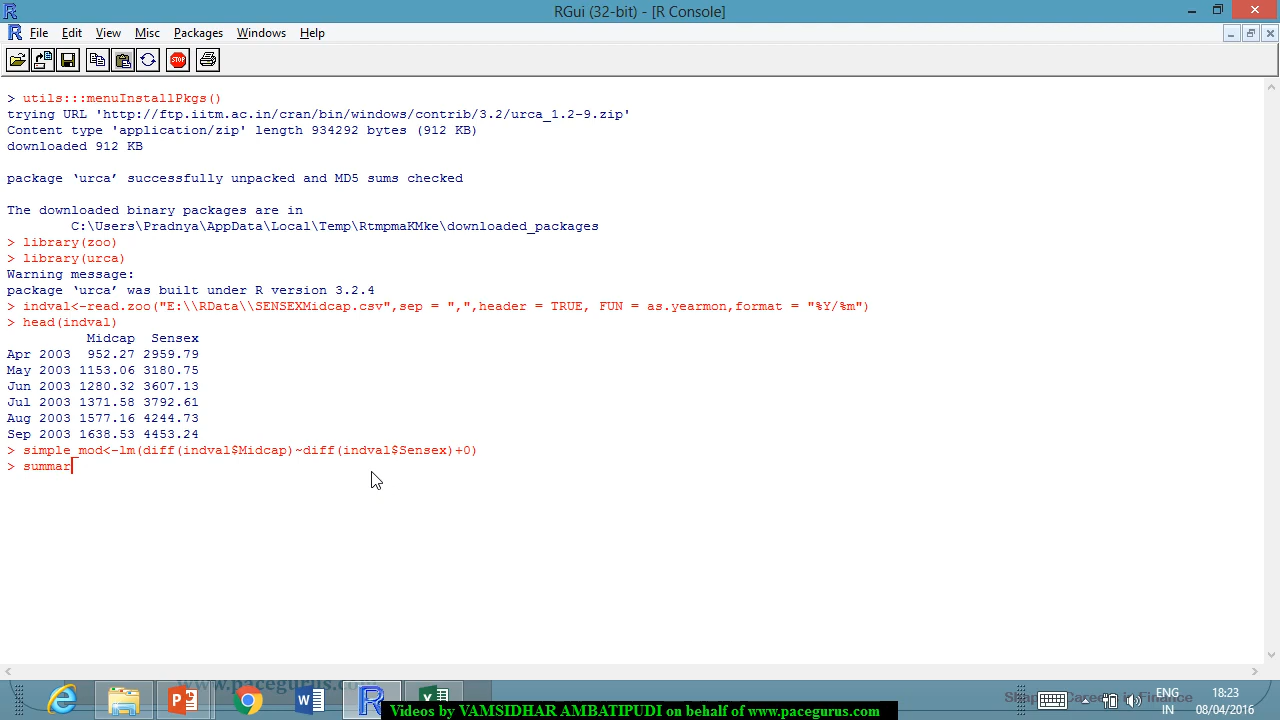 RGui (32-bit) - [R Console]
File Edit View Misc Packages Windows Help
STOP
> utils:::menuInstallPkgs()
trying URL 'http://ftp.iitm.ac.in/cran/bin/windows/contrib/3.2/urca_1.2-9.zip'
Content type 'application/zip' length 934292 bytes (912 KB)
downloaded 912 KB
package ‘urca’ successfully unpacked and MD5 sums checked
The downloaded binary packages are in
C:\Users\Pradnya\AppData\Local\Temp\RtmpmaKMke\downloaded_packages
> library(zoo)
> library(urca)
Warning message:
package ‘urca’ was built under R version 3.2.4
> indval<-read.zoo("E:\\RData\\SENSEXMidcap.csv",sep = ",",header = TRUE, FUN = as.yearmon,format = "%Y/%m")
> head(indval)
Midcap Sensex
Apr 2003 952.27 2959.79
May 2003 1153.06 3180.75
Jun 2003 1280.32 3607.13
Jul 2003 1371.58 3792.61
Aug 2003 1577.16 4244.73
Sep 2003 1638.53 4453.24
> simple_mod<-lm(diff(indval$Midcap)~diff(indval$Sensex)+0)
> summar
www.pacegurus.com
ENG 18:23
IN 08/04/2016
Videos by VAMSIDHAR AMBATIPUDI on behalf of www.pacegurus.com